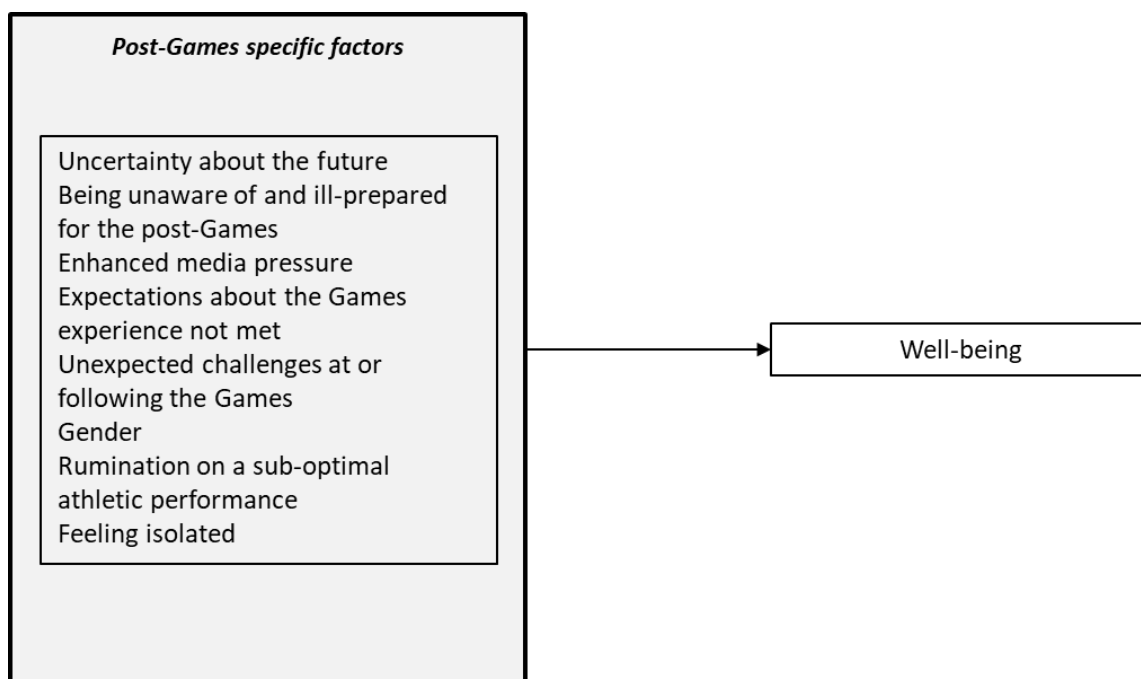 Post-Games specific factors
Uncertainty about the future
Being unaware of and ill-prepared
for the post-Games
Enhanced media pressure
Expectations about the Games
experience not met
Unexpected challenges at or
following the Games
Gender
Rumination on a sub-optimal
athletic performance
Feeling isolated
Well-being